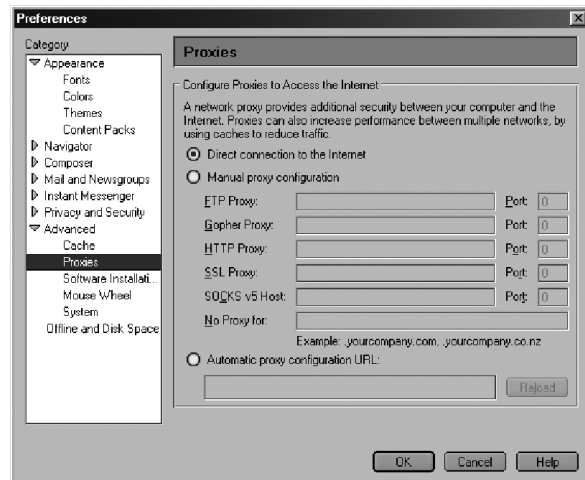 Preferences
Category
Appearance
Fonts
Colors
Themes
Content Packs
Navigator
Composer
Mail and Newsgroups
Instant Messenger
Privacy and Security
Advanced
Cache
Proxies
Software Installati...
Mouse Wheel
System
Offline and Disk Space
Proxies
Configure Proxies to Access the Internet
A network proxy provides additional security between your computer and the
Internet. Proxies can also increase performance between multiple networks, by
using caches to reduce traffic.
Direct connection to the Internet
Manual proxy configuration
FTP Proxy: Port: 0
Gopher Proxy: Port: 0
HTTP Proxy: Port: 0
SSL Proxy: Port: 0
SOCKS v5 Host: Port: 0
No Proxy for:
Example: .yourcompany.com, .yourcompany.co.nz
Automatic proxy configuration URL:
Reload
OK Cancel Help